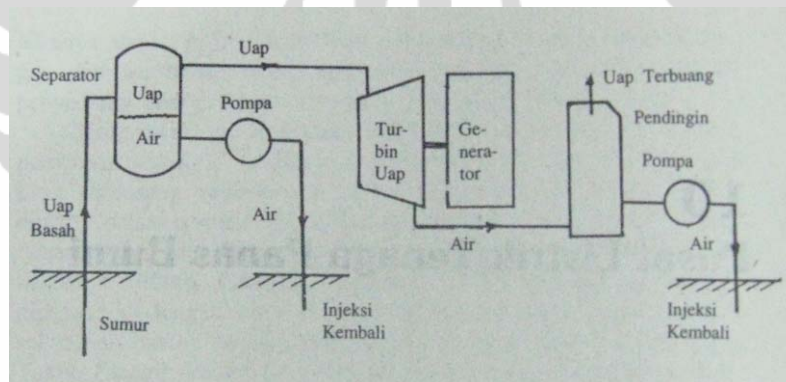 Uap
Separator
Uap
Pompa
Air
Uap
Basah
Air
Sumur
Injeksi
Kembali
Tur-
bin
Uap
Ge-
nera-
tor
Air
Uap Terbuang
Pendingin
Pompa
Air
Injeksi
Kembali